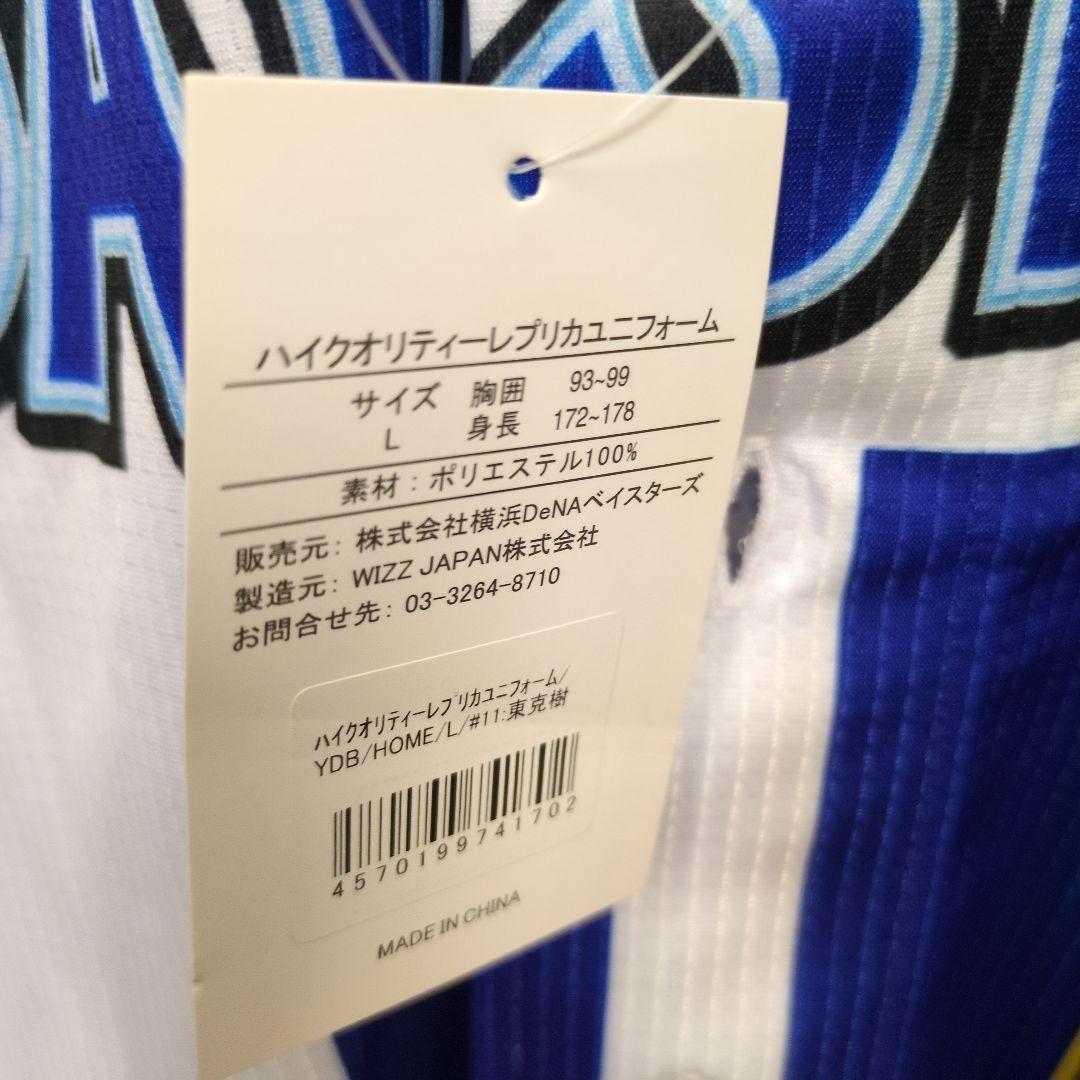 ハイクオリティーレプリカユニフォーム
サイズ 胸囲 93~99
L 身長 172~178
素材：ポリエステル100%
販売元: 株式会社横浜DeNAベイスターズ
製造元: WIZZ JAPAN株式会社
お問合せ先: 03-3264-8710
ﾊｲｸｵﾘﾃｨｰﾚﾌﾟﾘｶﾕﾆﾌｫｰﾑ/
YDB/HOME/L/#11:東克樹
4570199741702
MADE IN CHINA